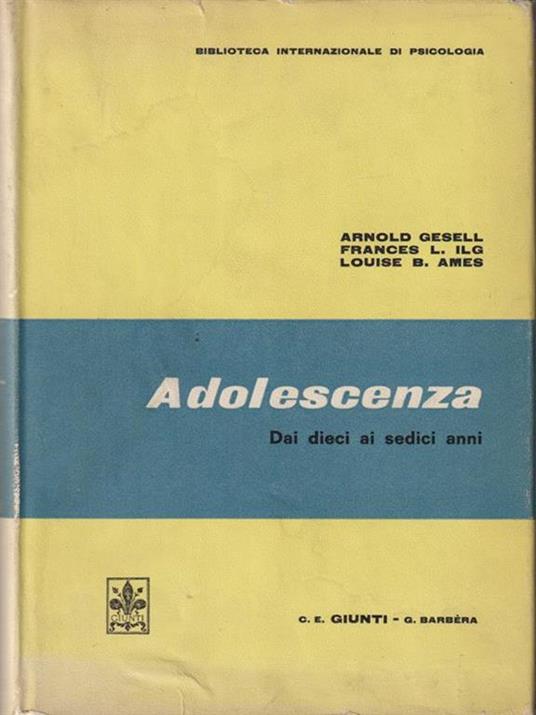 BIBLIOTECA INTERNAZIONALE DI PSICOLOGIA
ARNOLD GESELL
FRANCES L. ILG
LOUISE B. AMES
Adolescenza
Dai dieci ai sedici anni
GIUNTI
C. E. GIUNTI - G. BARBÈRA